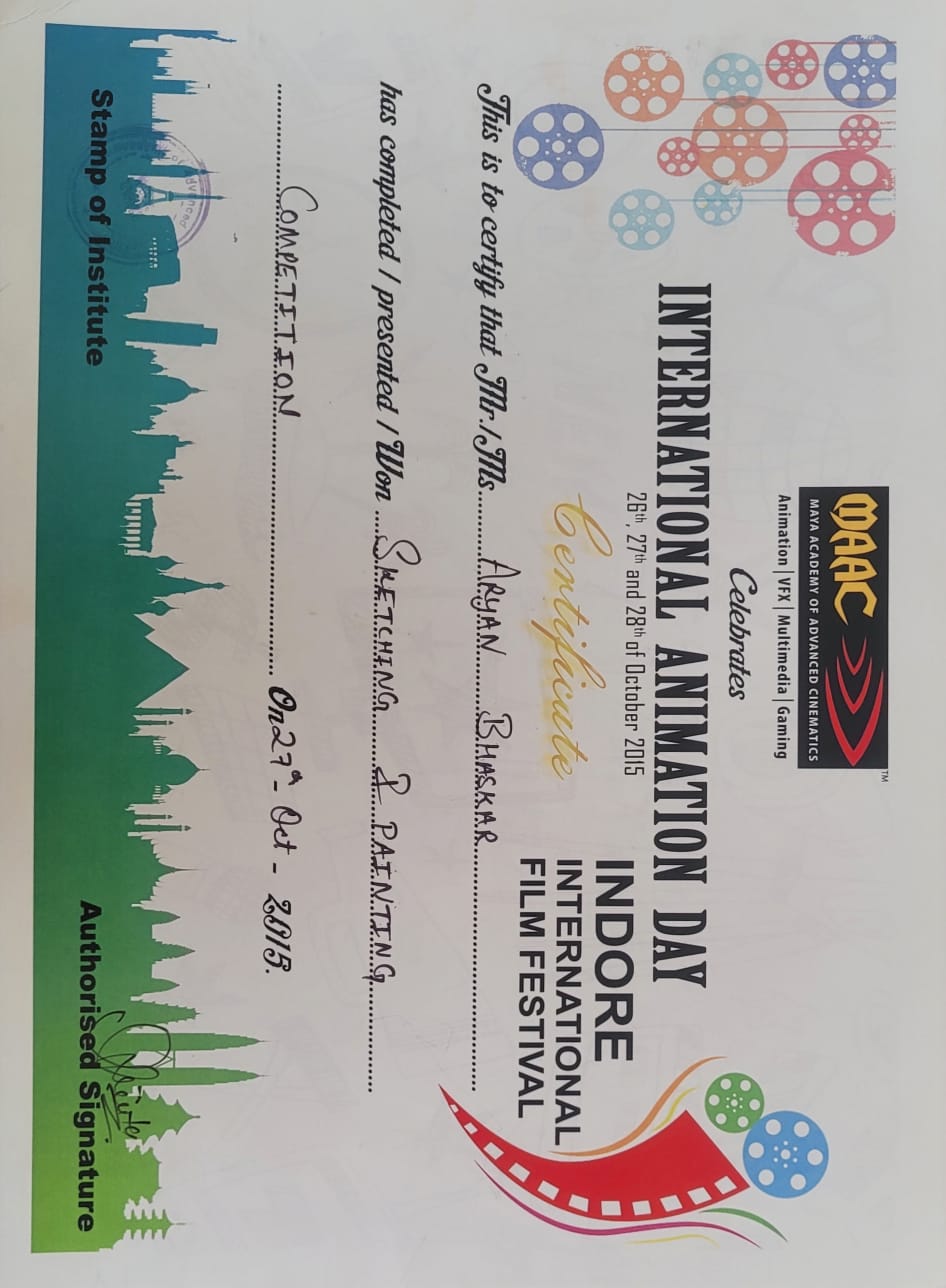 MAAC
TM
MAYA ACADEMY OF ADVANCED CINEMATICS
Animation | VFX | Multimedia | Gaming
Celebrates
INTERNATIONAL ANIMATION DAY
26th, 27th and 28th of October 2015
Certificate
INDORE
INTERNATIONAL
FILM FESTIVAL
This is to certify that Mr./Ms. ARYAN BHASKAR
has completed / presented / Won SKETCHING & PAINTING
COMPETITION On 27th - Oct - 2015.
Stamp of Institute
Authorised Signature